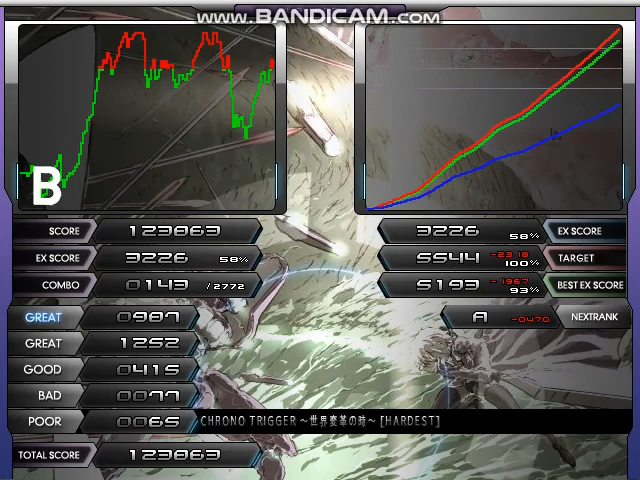 WWW.BANDICAM.COM
B
SCORE 123863
EX SCORE 3226 58%
COMBO 0143 /2772
3226 58% EX SCORE
5544 -2318 100% TARGET
5193 -1967 93% BEST EX SCORE
A -0470 NEXTRANK
GREAT 0987
GREAT 1252
GOOD 0415
BAD 0077
POOR 0065
CHRONO TRIGGER ～世界変革の時～ [HARDEST]
TOTAL SCORE 123863